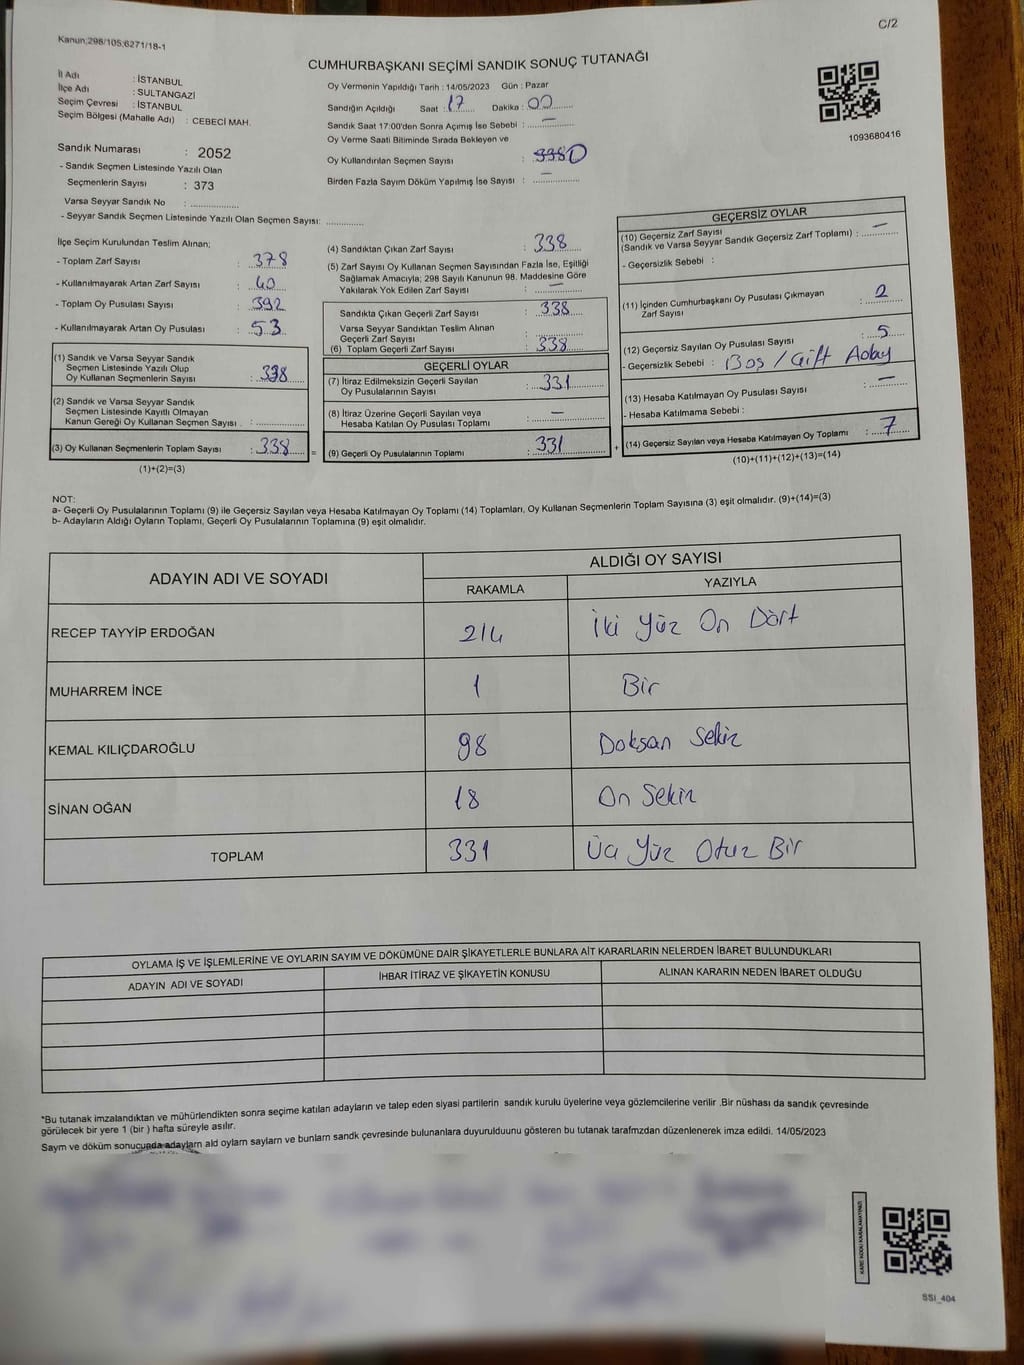 C/2
Kanun;298/105;6271/18-1
CUMHURBAŞKANI SEÇİMİ SANDIK SONUÇ TUTANAĞI
İl Adı : İSTANBUL
İlçe Adı : SULTANGAZİ
Seçim Çevresi : İSTANBUL
Seçim Bölgesi (Mahalle Adı) : CEBECİ MAH.
Sandık Numarası : 2052
- Sandık Seçmen Listesinde Yazılı Olan
Seçmenlerin Sayısı : 373
Varsa Seyyar Sandık No : ....................
- Seyyar Sandık Seçmen Listesinde Yazılı Olan Seçmen Sayısı: ...............
Oy Vermenin Yapıldığı Tarih : 14/05/2023 Gün : Pazar
Sandığın Açıldığı Saat : 17 Dakika : 00
Sandık Saat 17:00'den Sonra Açımış İse Sebebi : —
Oy Verme Saati Bitiminde Sırada Bekleyen ve
Oy Kullandırılan Seçmen Sayısı : 338 0
Birden Fazla Sayım Döküm Yapılmış İse Sayısı : —
1093680416
İlçe Seçim Kurulundan Teslim Alınan;
- Toplam Zarf Sayısı : 378
- Kullanılmayarak Artan Zarf Sayısı : 40
- Toplam Oy Pusulası Sayısı : 392
- Kullanılmayarak Artan Oy Pusulası : 53
(1) Sandık ve Varsa Seyyar Sandık
Seçmen Listesinde Yazılı Olup
Oy Kullanan Seçmenlerin Sayısı : 338
(2) Sandık ve Varsa Seyyar Sandık
Seçmen Listesinde Kayıtlı Olmayan
Kanun Gereği Oy Kullanan Seçmen Sayısı : ...............
(3) Oy Kullanan Seçmenlerin Toplam Sayısı : 338 =
(1)+(2)=(3)
(4) Sandıktan Çıkan Zarf Sayısı : 338
(5) Zarf Sayısı Oy Kullanan Seçmen Sayısından Fazla İse, Eşitliği
Sağlamak Amacıyla; 298 Sayılı Kanunun 98. Maddesine Göre
Yakılarak Yok Edilen Zarf Sayısı : —
Sandıkta Çıkan Geçerli Zarf Sayısı : 338
Varsa Seyyar Sandıktan Teslim Alınan
Geçerli Zarf Sayısı :
(6) Toplam Geçerli Zarf Sayısı : 338
GEÇERLİ OYLAR
(7) İtiraz Edilmeksizin Geçerli Sayılan
Oy Pusulalarının Sayısı : 331
(8) İtiraz Üzerine Geçerli Sayılan veya
Hesaba Katılan Oy Pusulası Toplamı : —
(9) Geçerli Oy Pusulalarının Toplamı : 331 +
GEÇERSİZ OYLAR
(10) Geçersiz Zarf Sayısı
(Sandık ve Varsa Seyyar Sandık Geçersiz Zarf Toplamı) : —
- Geçersizlik Sebebi :
(11) İçinden Cumhurbaşkanı Oy Pusulası Çıkmayan
Zarf Sayısı : 2
(12) Geçersiz Sayılan Oy Pusulası Sayısı : 5
- Geçersizlik Sebebi : Boş / Çift Aday
(13) Hesaba Katılmayan Oy Pusulası Sayısı : —
- Hesaba Katılmama Sebebi :
(14) Geçersiz Sayılan veya Hesaba Katılmayan Oy Toplamı : 7
(10)+(11)+(12)+(13)=(14)
NOT:
a- Geçerli Oy Pusulalarının Toplamı (9) ile Geçersiz Sayılan veya Hesaba Katılmayan Oy Toplamı (14) Toplamları, Oy Kullanan Seçmenlerin Toplam Sayısına (3) eşit olmalıdır. (9)+(14)=(3)
b- Adayların Aldığı Oyların Toplamı, Geçerli Oy Pusulalarının Toplamına (9) eşit olmalıdır.
ADAYIN ADI VE SOYADI ALDIĞI OY SAYISI
RAKAMLA YAZIYLA
RECEP TAYYİP ERDOĞAN 214 İki Yüz On Dört
MUHARREM İNCE 1 Bir
KEMAL KILIÇDAROĞLU 98 Doksan Sekiz
SİNAN OĞAN 18 On Sekiz
TOPLAM 331 Üç Yüz Otuz Bir
OYLAMA İŞ VE İŞLEMLERİNE VE OYLARIN SAYIM VE DÖKÜMÜNE DAİR ŞİKAYETLERLE BUNLARA AİT KARARLARIN NELERDEN İBARET BULUNDUKLARI
ADAYIN ADI VE SOYADI İHBAR İTİRAZ VE ŞİKAYETİN KONUSU ALINAN KARARIN NEDEN İBARET OLDUĞU
*Bu tutanak imzalandıktan ve mühürlendikten sonra seçime katılan adayların ve talep eden siyasi partilerin sandık kurulu üyelerine veya gözlemcilerine verilir .Bir nüshası da sandık çevresinde
görülecek bir yere 1 (bir ) hafta süreyle asılır.
Sayım ve döküm sonucunda adayların ald oyların sayları ve bunların sandk çevresinde bulunanlara duyurulduunu gösteren bu tutanak tarafmzdan düzenlenerek imza edildi. 14/05/2023
KARE KODU KARALAMAYINIZ!
SSI_404